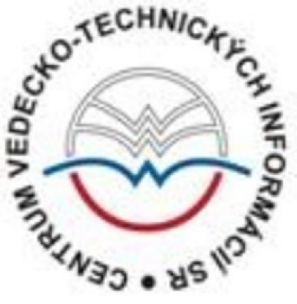 CENTRUM VEDECKO-TECHNICKÝCH INFORMÁCIÍ SR •